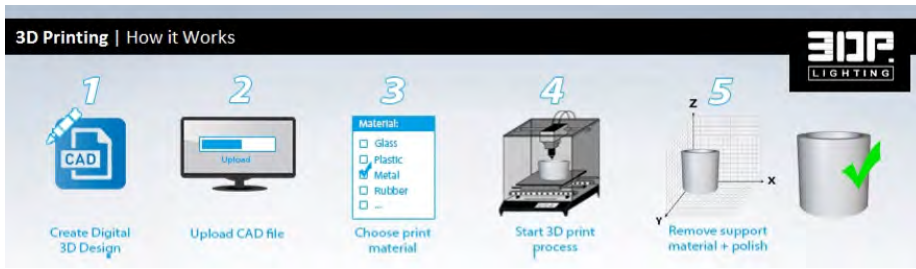 3D Printing | How it Works
3DP.
LIGHTING
1
2
3
4
5
CAD
Upload
Material:
Glass
Plastic
Metal
Rubber
...
Z
X
Y
Create Digital
3D Design
Upload CAD file
Choose print
material
Start 3D print
process
Remove support
material + polish